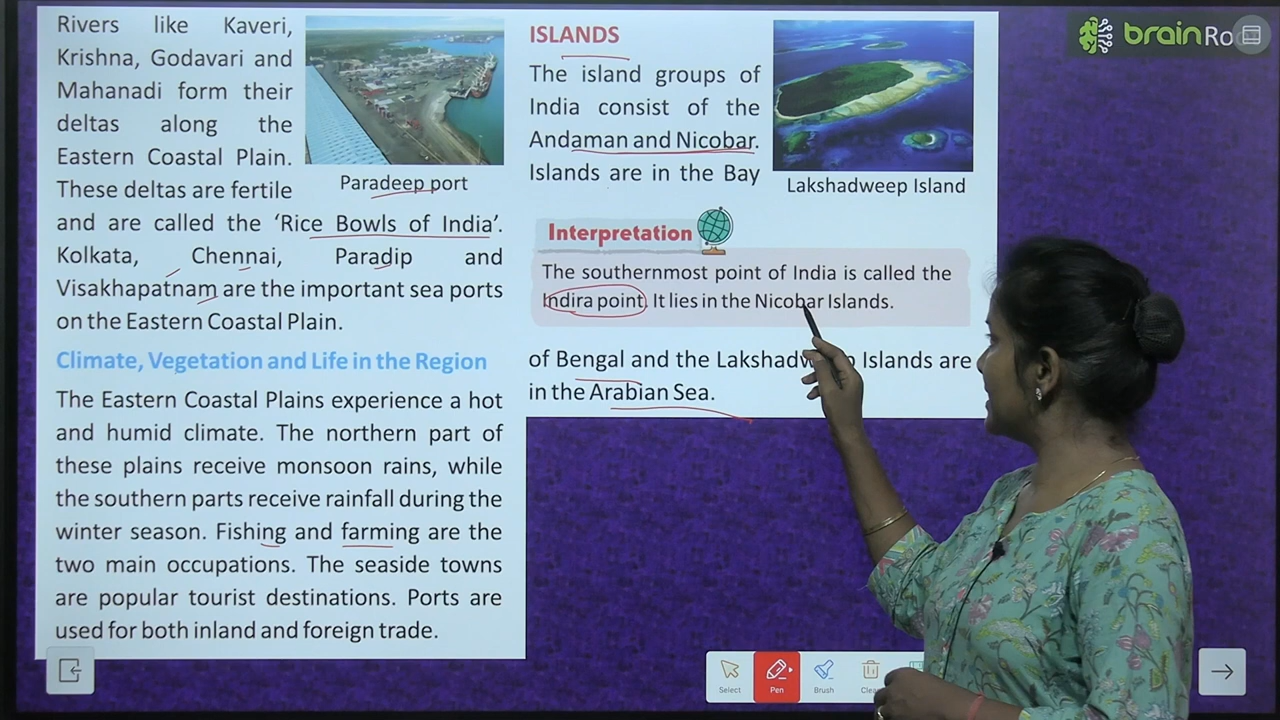 Rivers like Kaveri,
Krishna, Godavari and
Mahanadi form their
deltas along the
Eastern Coastal Plain.
These deltas are fertile
and are called the ‘Rice Bowls of India’.
Kolkata, Chennai, Paradip and
Visakhapatnam are the important sea ports
on the Eastern Coastal Plain.
Paradeep port
Climate, Vegetation and Life in the Region
The Eastern Coastal Plains experience a hot
and humid climate. The northern part of
these plains receive monsoon rains, while
the southern parts receive rainfall during the
winter season. Fishing and farming are the
two main occupations. The seaside towns
are popular tourist destinations. Ports are
used for both inland and foreign trade.
ISLANDS
The island groups of
India consist of the
Andaman and Nicobar.
Islands are in the Bay
Lakshadweep Island
Interpretation
The southernmost point of India is called the
Indira point. It lies in the Nicobar Islands.
of Bengal and the Islands are
in the Arabian Sea.
brain Ro
Select
Pen
Brush